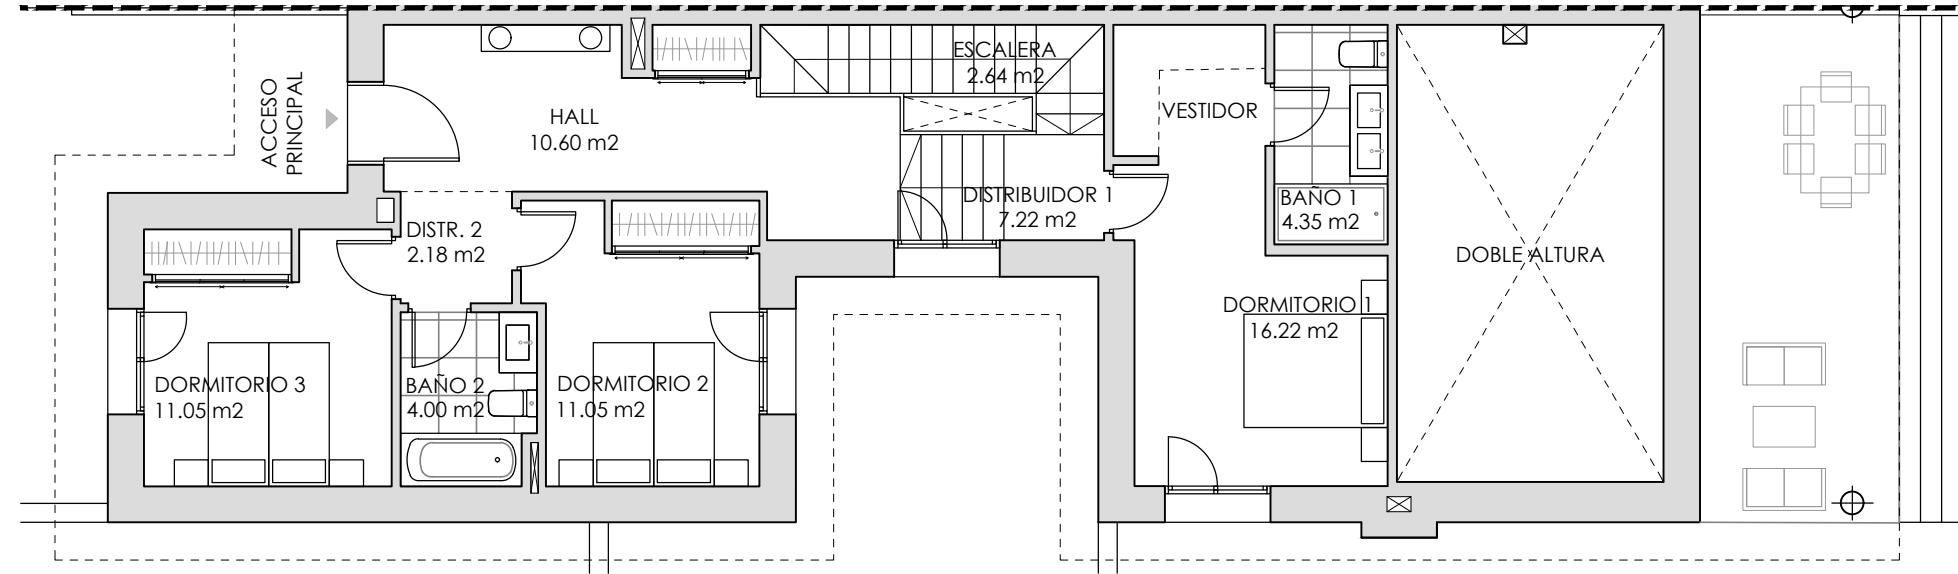 ACCESO
PRINCIPAL
HALL
10.60 m2
ESCALERA
2.64 m2
VESTIDOR
DISTRIBUIDOR 1
7.22 m2
BAÑO 1
4.35 m2
DISTR. 2
2.18 m2
DOBLE ALTURA
DORMITORIO 1
16.22 m2
DORMITORIO 3
11.05 m2
BAÑO 2
4.00 m2
DORMITORIO 2
11.05 m2